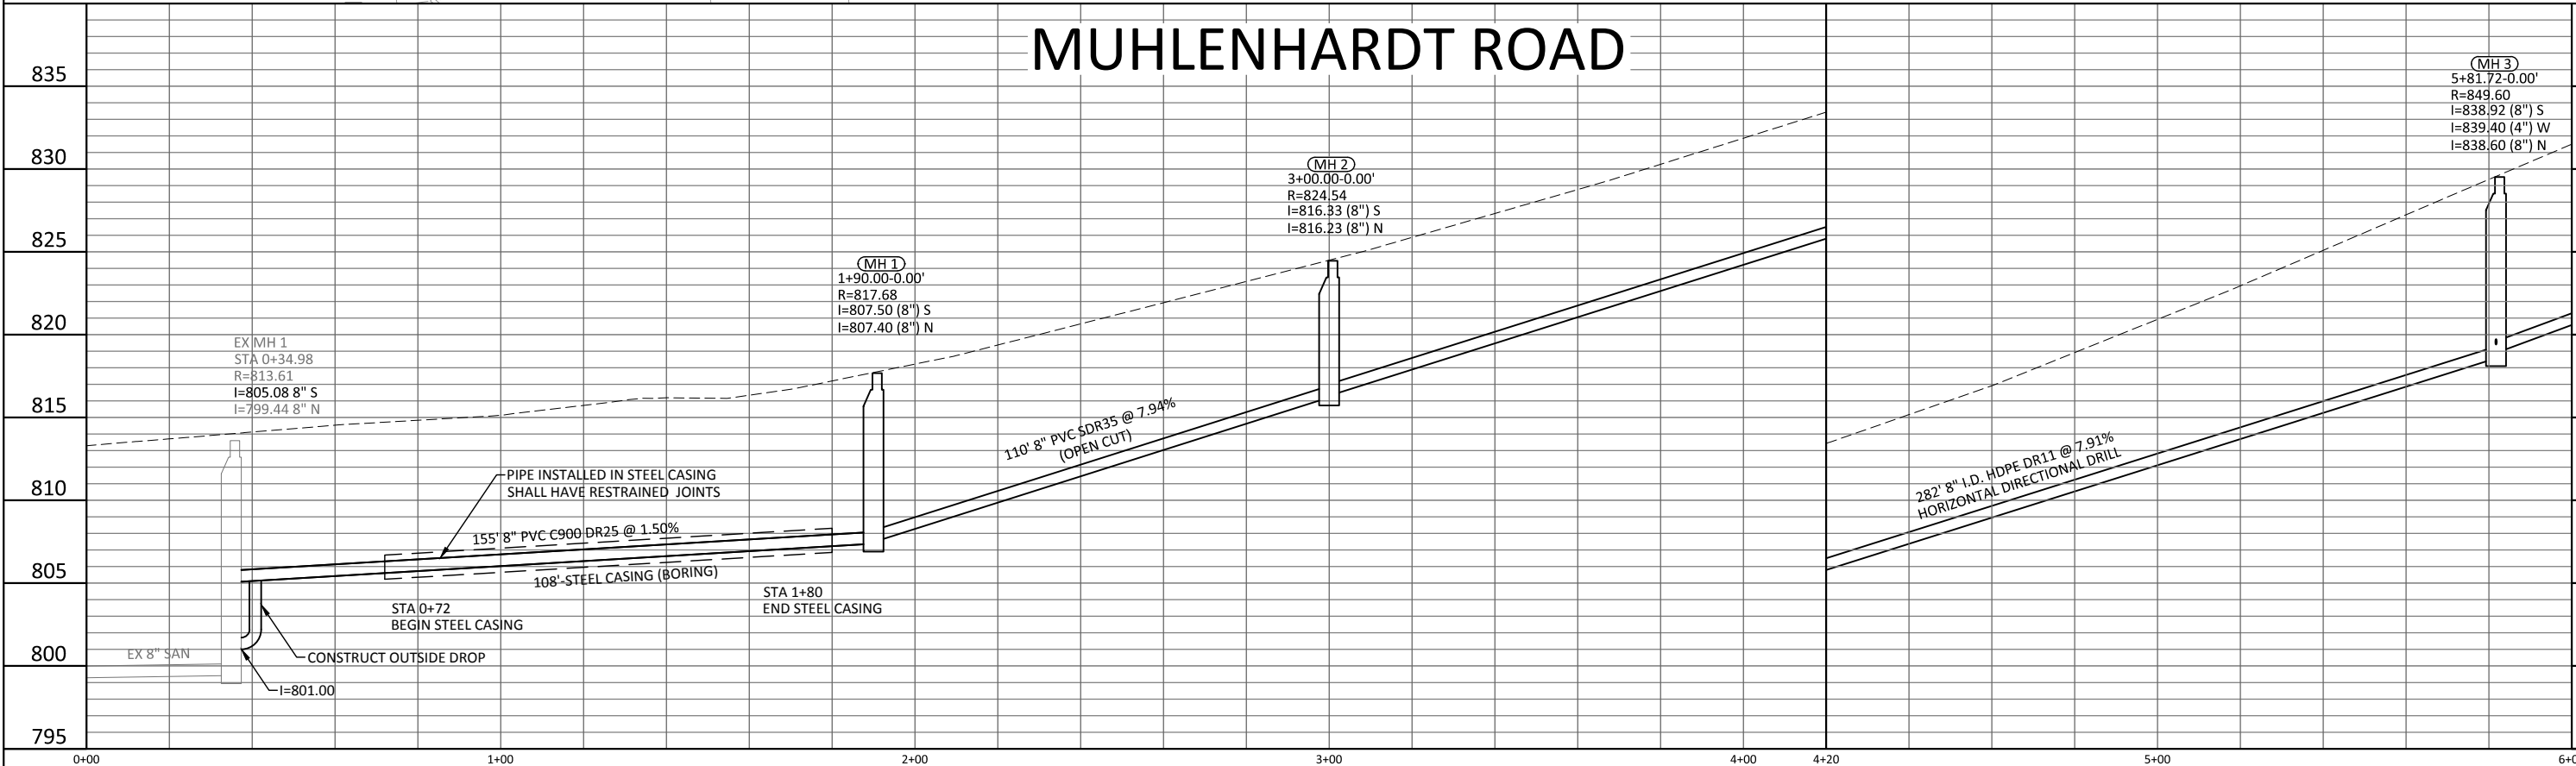 MUHLENHARDT ROAD
835
830
825
820
815
810
805
800
795
EX MH 1
STA 0+34.98
R=813.61
I=805.08 8" S
I=799.44 8" N
EX 8" SAN
I=801.00
CONSTRUCT OUTSIDE DROP
STA 0+72
BEGIN STEEL CASING
PIPE INSTALLED IN STEEL CASING
SHALL HAVE RESTRAINED JOINTS
155' 8" PVC C900 DR25 @ 1.50%
108'-STEEL CASING (BORING)
STA 1+80
END STEEL CASING
MH 1
1+90.00-0.00'
R=817.68
I=807.50 (8") S
I=807.40 (8") N
110' 8" PVC SDR35 @ 7.94%
(OPEN CUT)
MH 2
3+00.00-0.00'
R=824.54
I=816.33 (8") S
I=816.23 (8") N
282' 8" I.D. HDPE DR11 @ 7.91%
HORIZONTAL DIRECTIONAL DRILL
MH 3
5+81.72-0.00'
R=849.60
I=838.92 (8") S
I=839.40 (4") W
I=838.60 (8") N
0+00
1+00
2+00
3+00
4+00
4+20
5+00